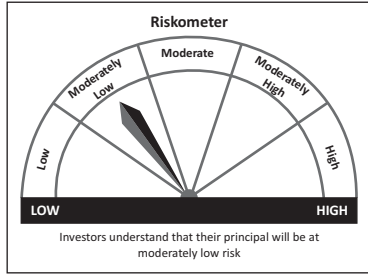 Riskometer
Moderately
Low
Moderate
Moderately
High
Low
High
LOW
HIGH
Investors understand that their principal will be at
moderately low risk